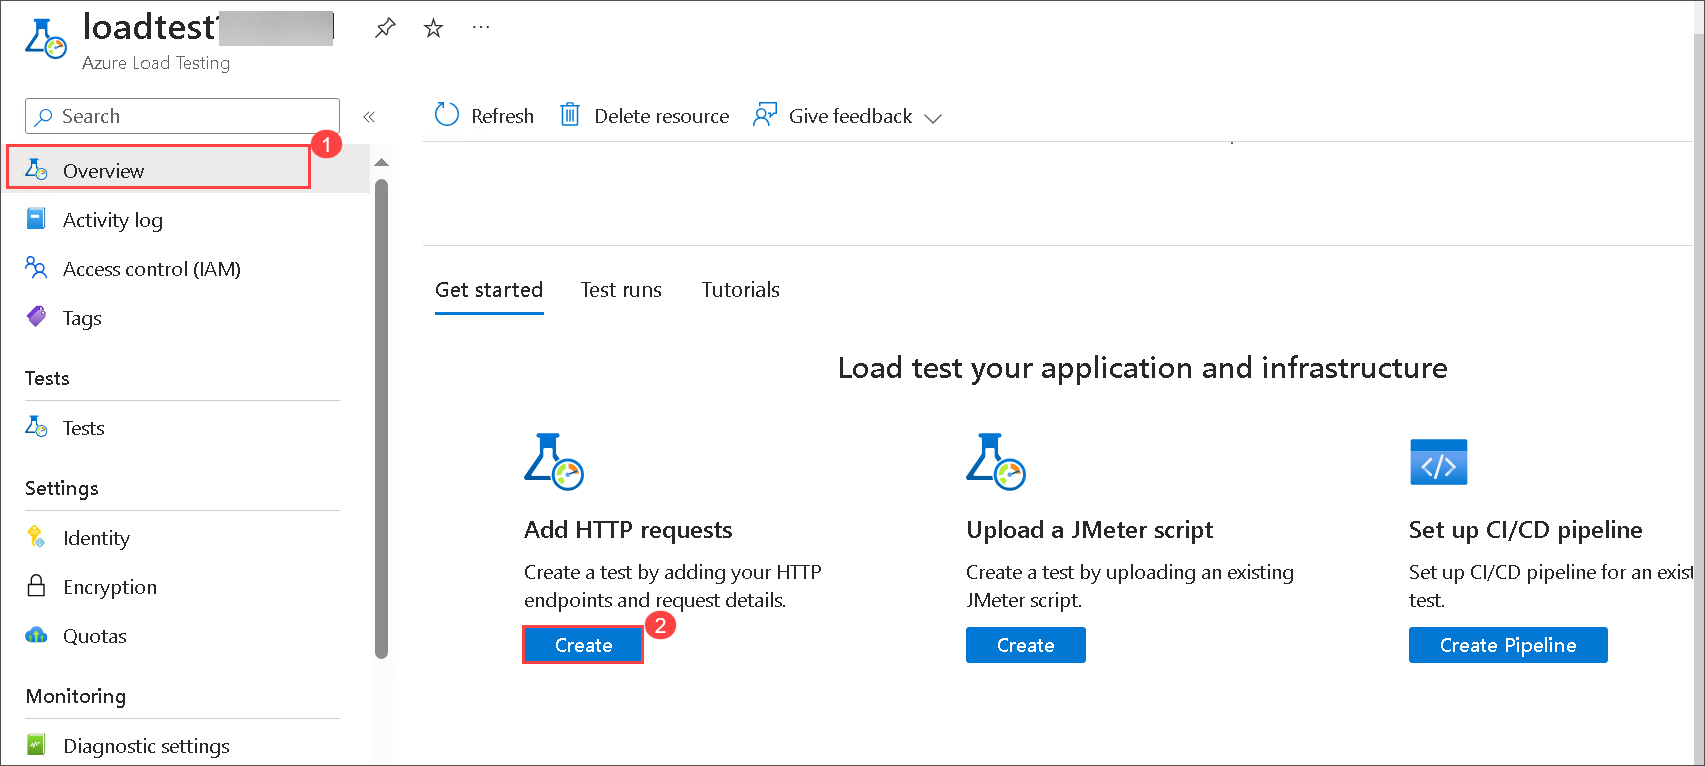 loadtest
Azure Load Testing
Search
Refresh
Delete resource
Give feedback
1
Overview
Activity log
Access control (IAM)
Tags
Tests
Tests
Settings
Identity
Encryption
Quotas
Monitoring
Diagnostic settings
Get started
Test runs
Tutorials
Load test your application and infrastructure
Add HTTP requests
Create a test by adding your HTTP
endpoints and request details.
Create
2
Upload a JMeter script
Create a test by uploading an existing
JMeter script.
Create
Set up CI/CD pipeline
Set up CI/CD pipeline for an exist
test.
Create Pipeline